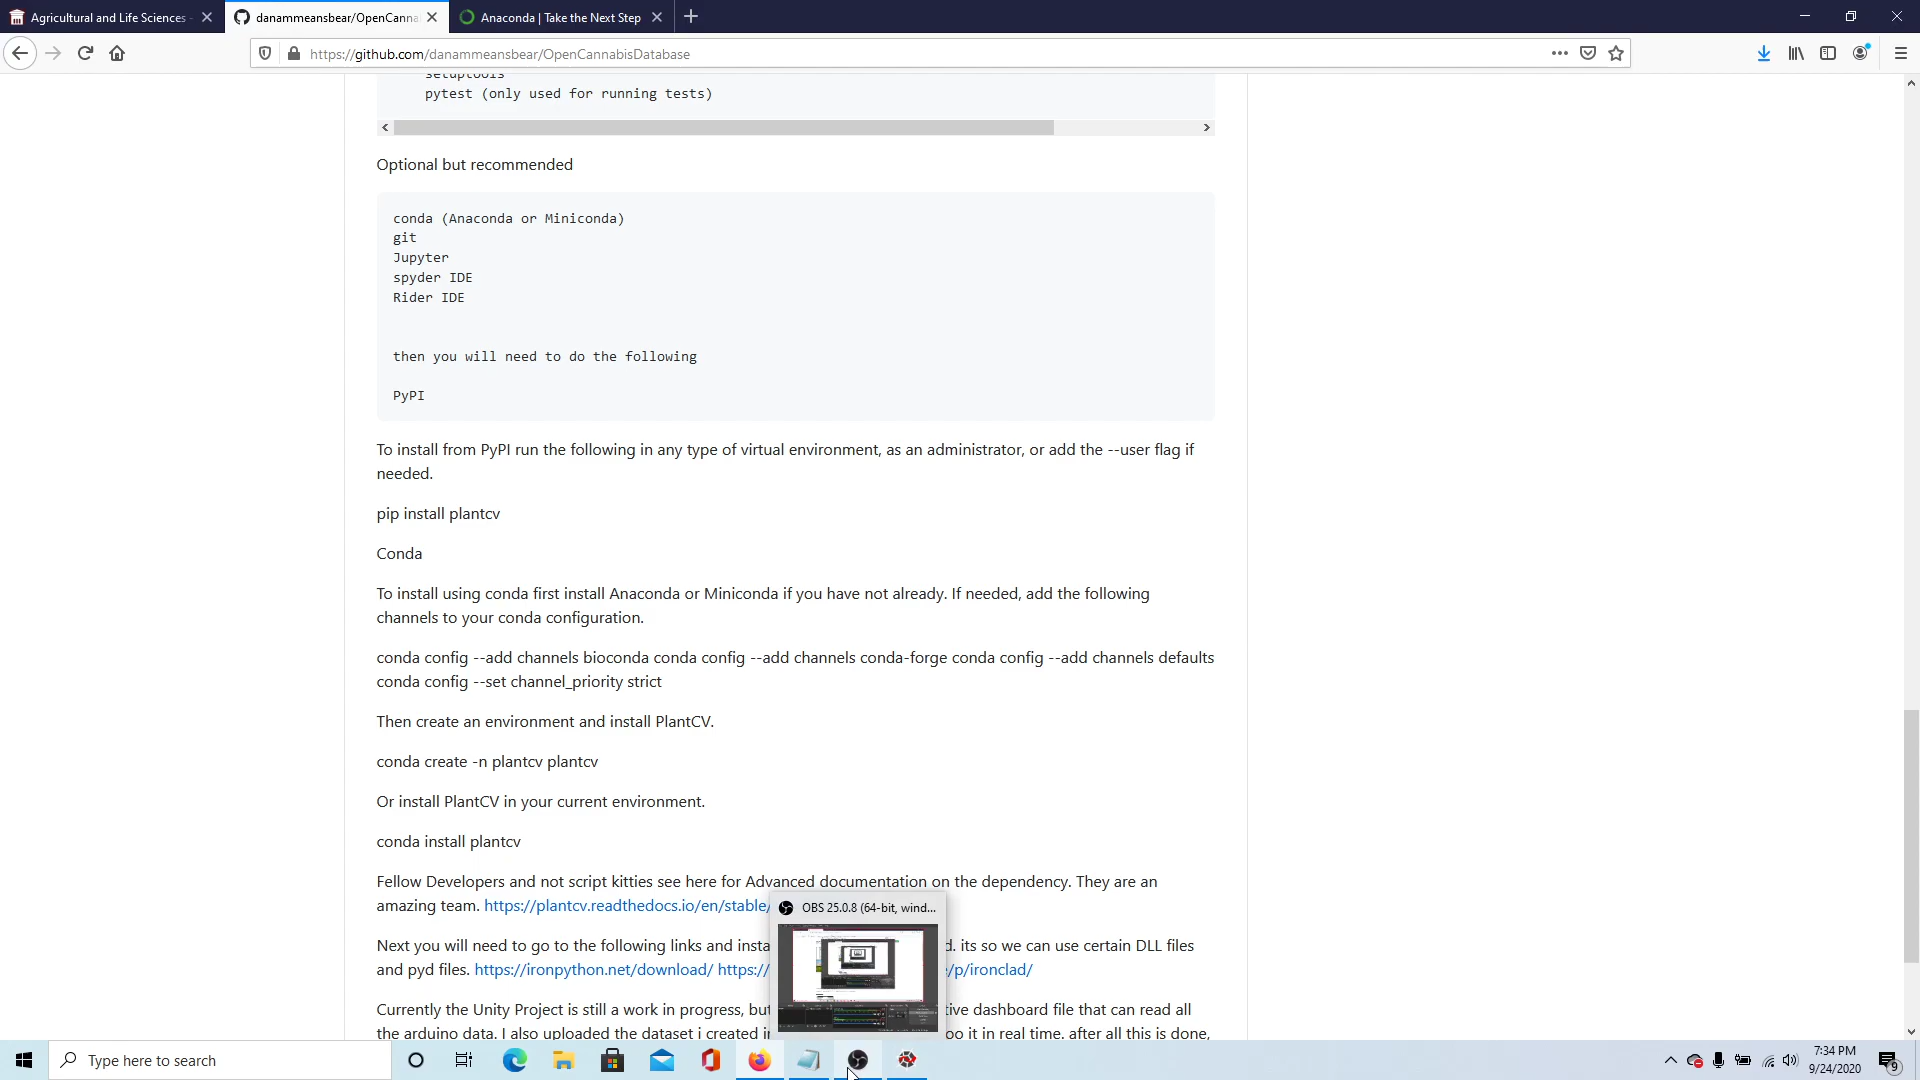 Agricultural and Life Sciences -
danammeansbear/OpenCanna
Anaconda | Take the Next Step
https://github.com/danammeansbear/OpenCannabisDatabase
setuptools
pytest (only used for running tests)
Optional but recommended
conda (Anaconda or Miniconda)
git
Jupyter
spyder IDE
Rider IDE
then you will need to do the following
PyPI
To install from PyPI run the following in any type of virtual environment, as an administrator, or add the --user flag if
needed.
pip install plantcv
Conda
To install using conda first install Anaconda or Miniconda if you have not already. If needed, add the following
channels to your conda configuration.
conda config --add channels bioconda conda config --add channels conda-forge conda config --add channels defaults
conda config --set channel_priority strict
Then create an environment and install PlantCV.
conda create -n plantcv plantcv
Or install PlantCV in your current environment.
conda install plantcv
Fellow Developers and not script kitties see here for Advanced documentation on the dependency. They are an
amazing team. https://plantcv.readthedocs.io/en/stable/
OBS 25.0.8 (64-bit, wind...
Next you will need to go to the following links and insta d. its so we can use certain DLL files
and pyd files. https://ironpython.net/download/ https:// e/p/ironclad/
Currently the Unity Project is still a work in progress, but tive dashboard file that can read all
the arduino data. I also uploaded the dataset i created i oo it in real time. after all this is done,
Type here to search
7:34 PM
9/24/2020
9